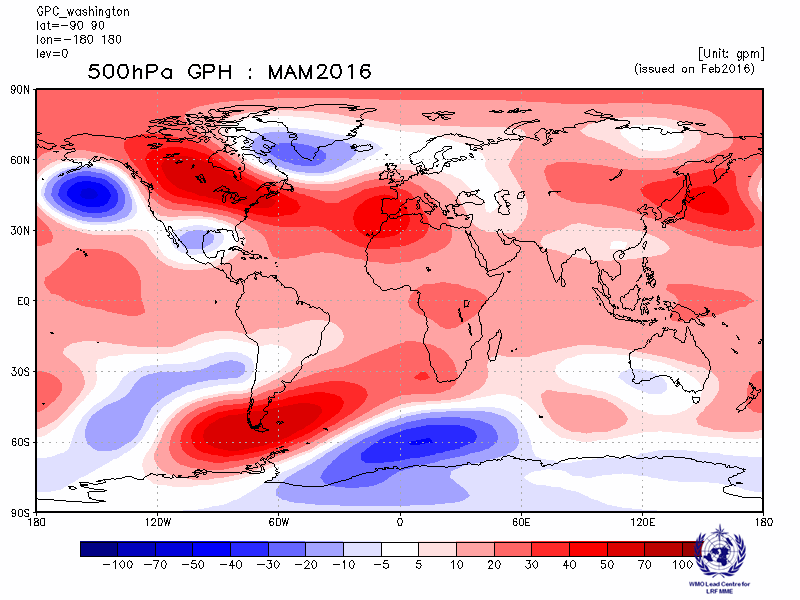 GPC_washington
lat=-90 90
lon=-180 180
lev=0
[Unit: gpm]
500hPa GPH : MAM2016
(issued on Feb2016)
90N
60N
30N
EQ
30S
60S
90S
180 120W 60W 0 60E 120E 180
-100 -70 -50 -40 -30 -20 -10 -5 5 10 20 30 40 50 70 100
WMO Lead Centre for
LRF MME